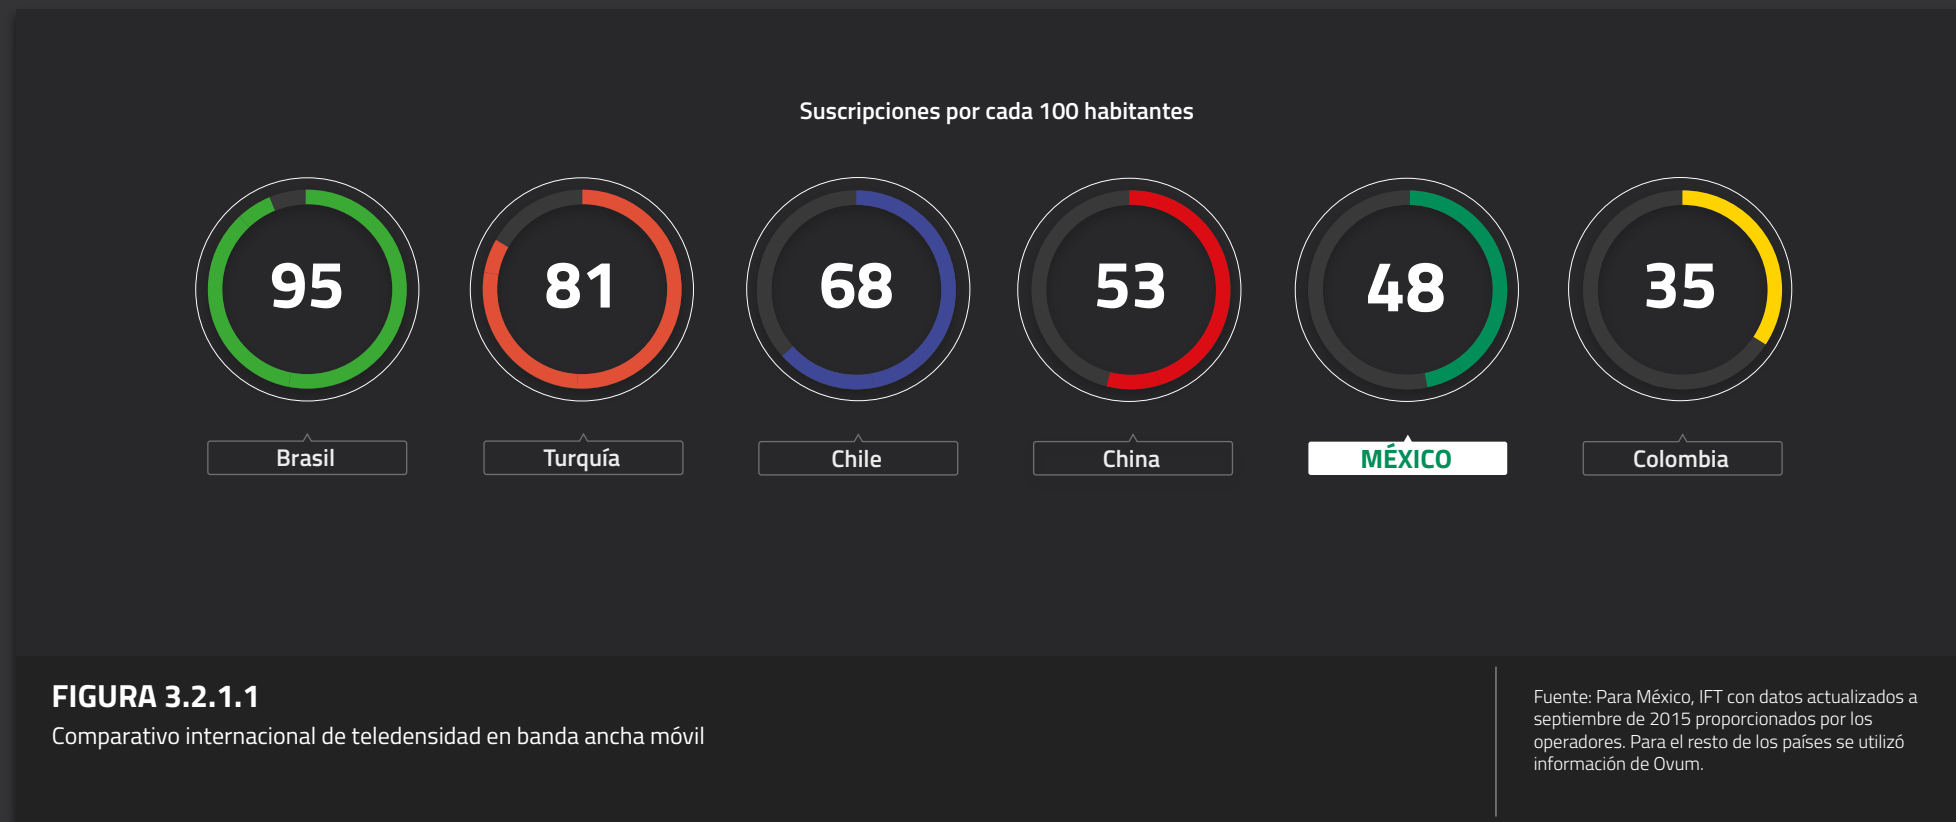 Suscripciones por cada 100 habitantes
95
81
68
53
48
35
Brasil
Turquía
Chile
China
MÉXICO
Colombia
FIGURA 3.2.1.1
Comparativo internacional de teledensidad en banda ancha móvil
Fuente: Para México, IFT con datos actualizados a
septiembre de 2015 proporcionados por los
operadores. Para el resto de los países se utilizó
información de Ovum.